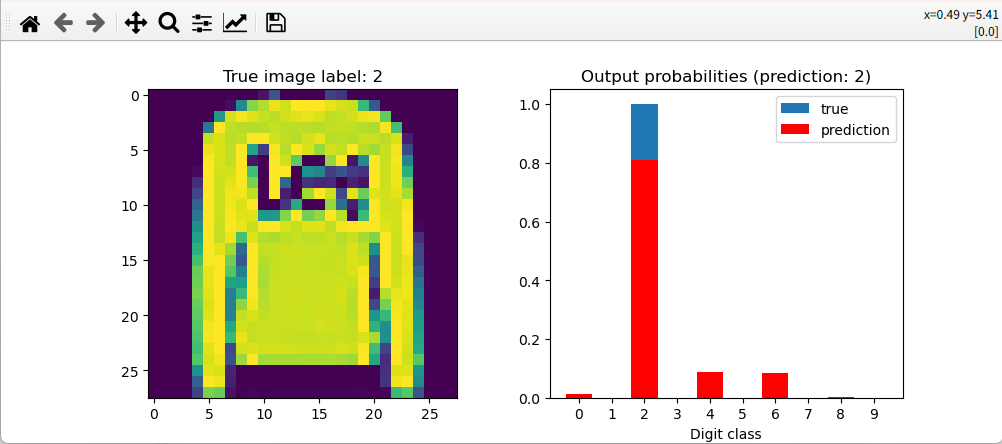 x=0.49 y=5.41
[0.0]
True image label: 2
0
5
10
15
20
25
0 5 10 15 20 25
Output probabilities (prediction: 2)
1.0
0.8
0.6
0.4
0.2
0.0
true
prediction
0 1 2 3 4 5 6 7 8 9
Digit class